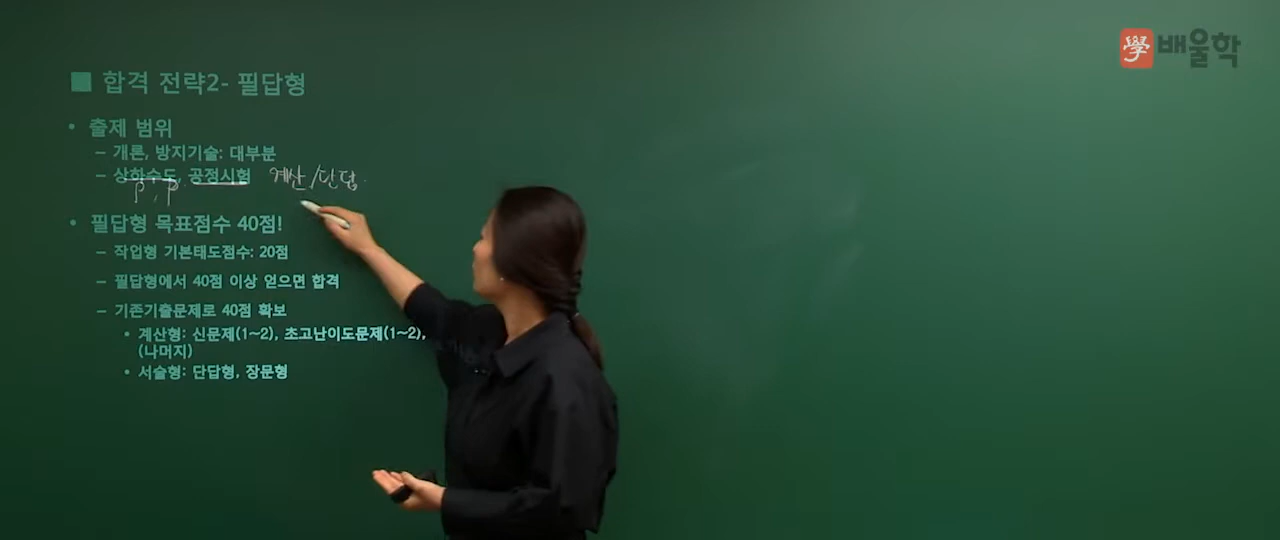 學 배울학
■ 합격 전략2- 필답형
• 출제 범위
– 개론, 방지기술: 대부분
– 상하수도, 공정시험 계산/단답.
P, P
• 필답형 목표점수 40점!
– 작업형 기본태도점수: 20점
– 필답형에서 40점 이상 얻으면 합격
– 기존기출문제로 40점 확보
• 계산형: 신문제(1~2), 초고난이도문제(1~2),
(나머지)
• 서술형: 단답형, 장문형